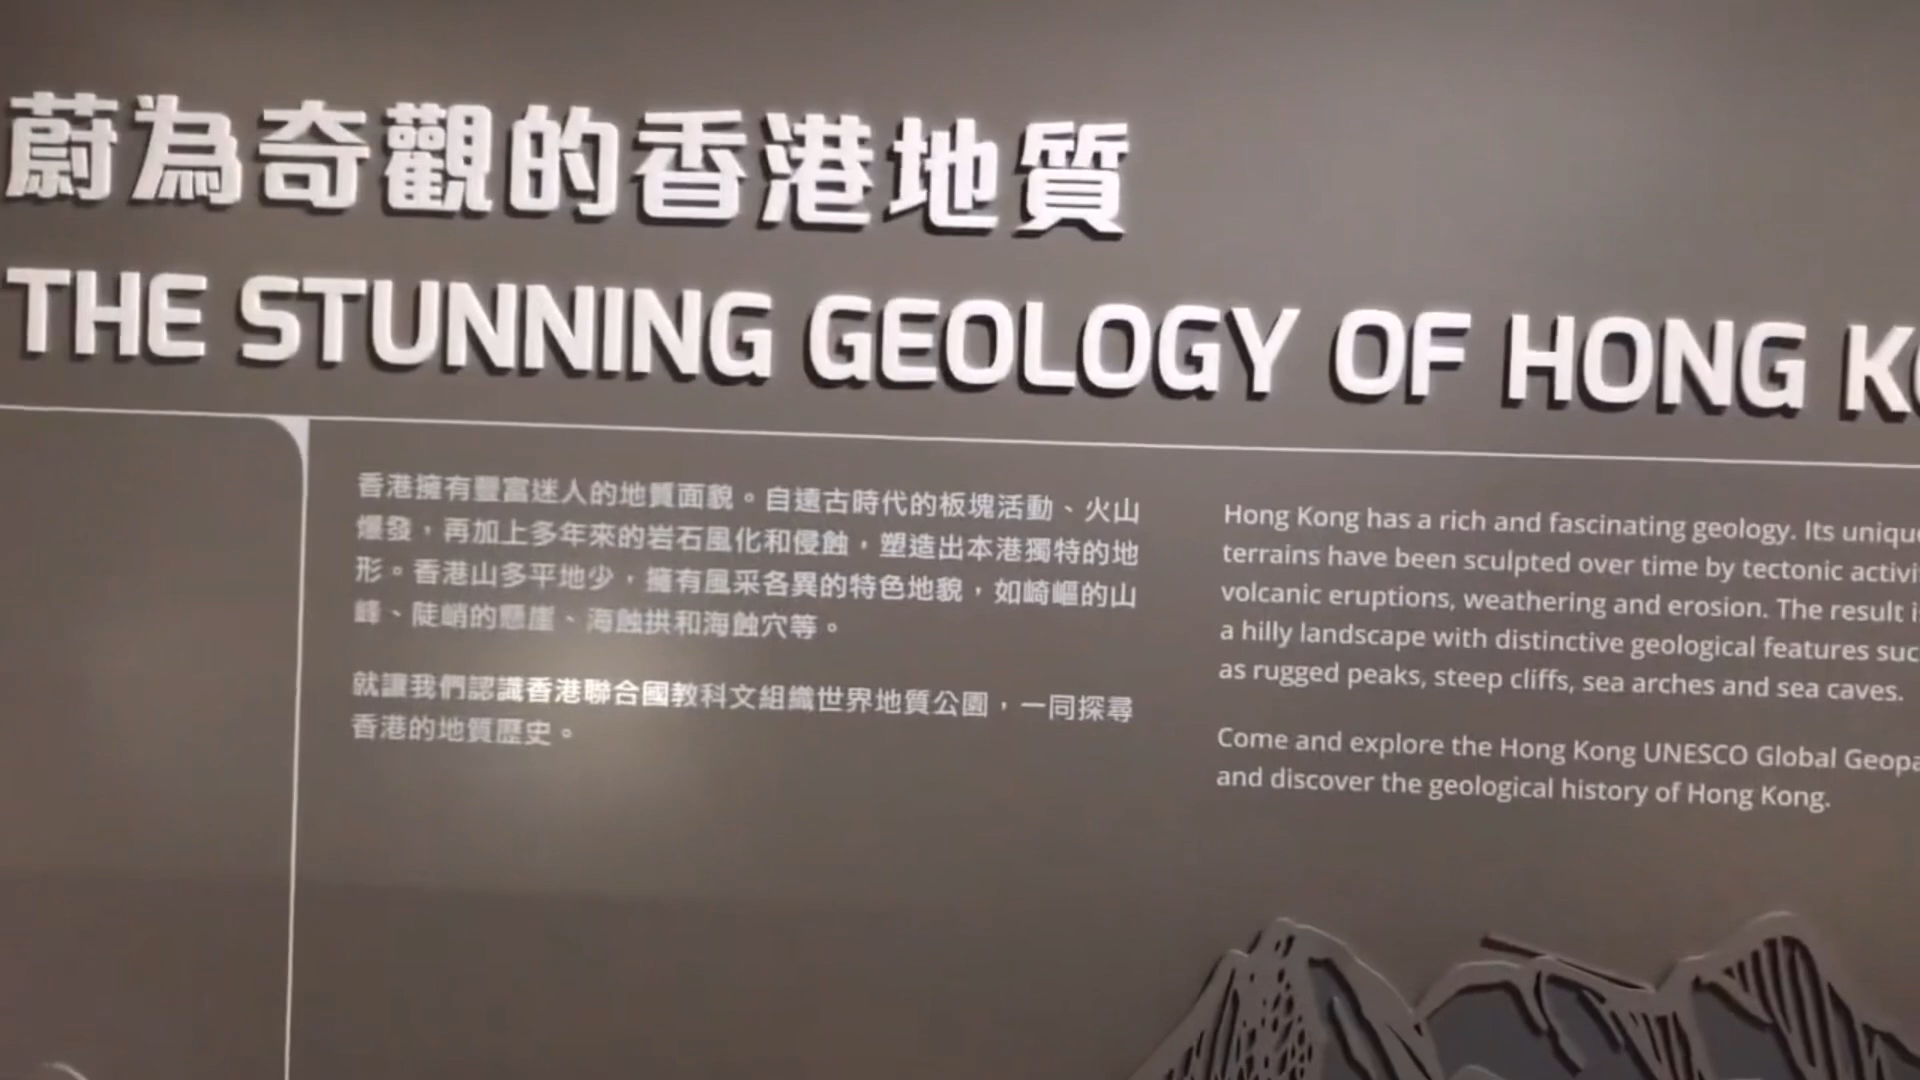 蔚為奇觀的香港地質
THE STUNNING GEOLOGY OF HONG
香港擁有豐富迷人的地質面貌。自遠古時代的板塊活動、火山
爆發，再加上多年來的岩石風化和侵蝕，塑造出本港獨特的地
形。香港山多平地少，擁有風采各異的特色地貌，如崎嶇的山
峰、陡峭的懸崖、海蝕拱和海蝕穴等。
就讓我們認識香港聯合國教科文組織世界地質公園，一同探尋
香港的地質歷史。
Hong Kong has a rich and fascinating geology. Its
terrains have been sculpted over time by tectonic
volcanic eruptions, weathering and erosion. The result
a hilly landscape with distinctive geological features
as rugged peaks, steep cliffs, sea arches and sea caves.
Come and explore the Hong Kong UNESCO Global
and discover the geological history of Hong Kong.